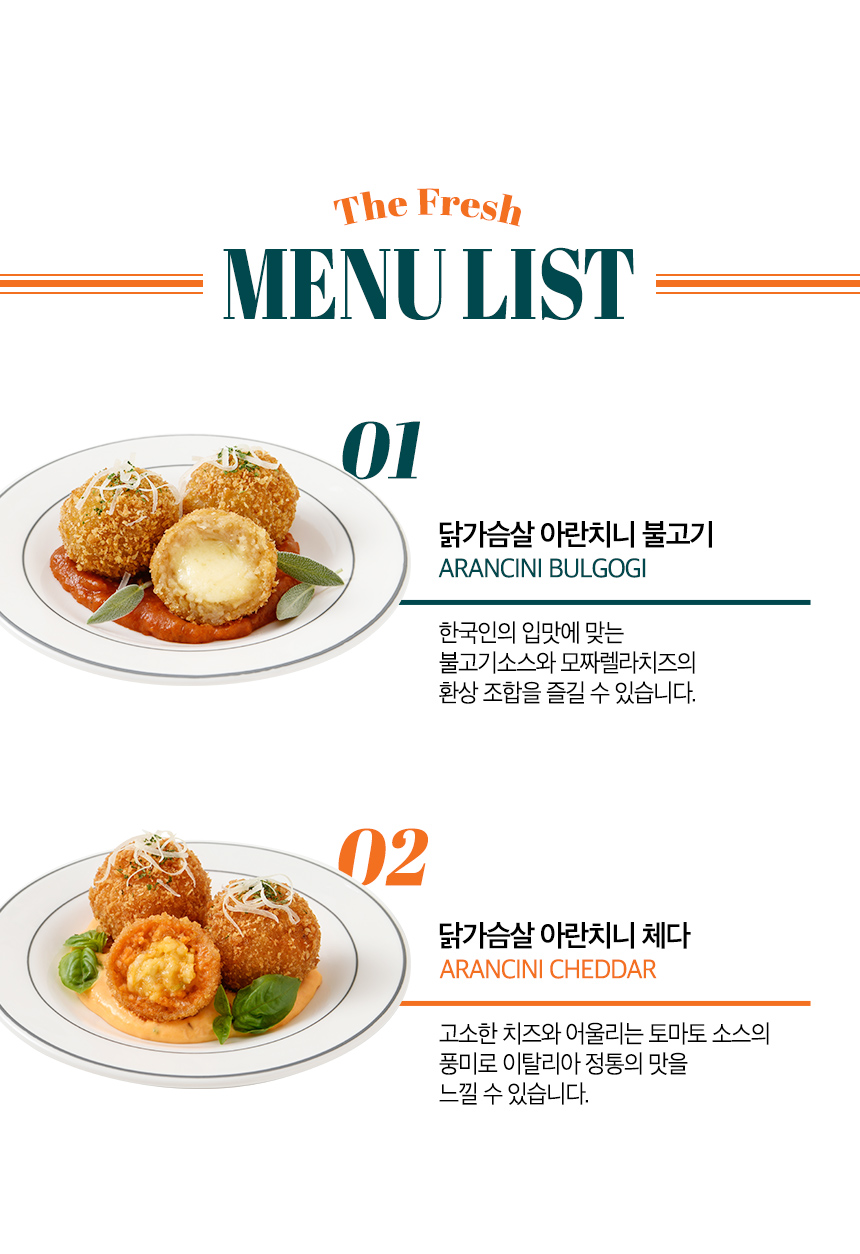 The Fresh
MENU LIST
01
닭가슴살 아란치니 불고기
ARANCINI BULGOGI
한국인의 입맛에 맞는
불고기소스와 모짜렐라치즈의
환상 조합을 즐길 수 있습니다.
02
닭가슴살 아란치니 체다
ARANCINI CHEDDAR
고소한 치즈와 어울리는 토마토 소스의
풍미로 이탈리아 정통의 맛을
느낄 수 있습니다.